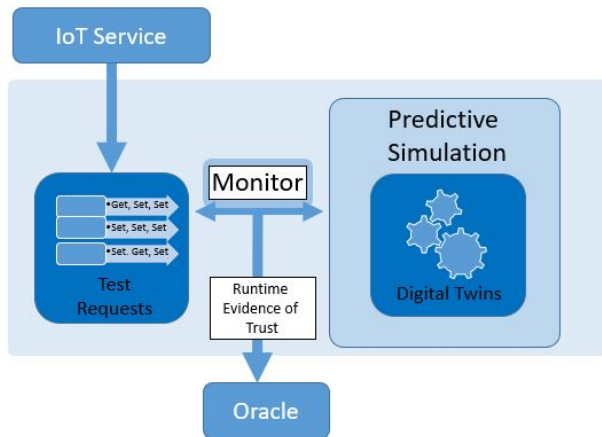 IoT Service
Predictive
Simulation
Monitor
•Get, Set, Set
•Set, Set, Set
•Set. Get, Set
Test
Requests
Runtime
Evidence of
Trust
Digital Twins
Oracle